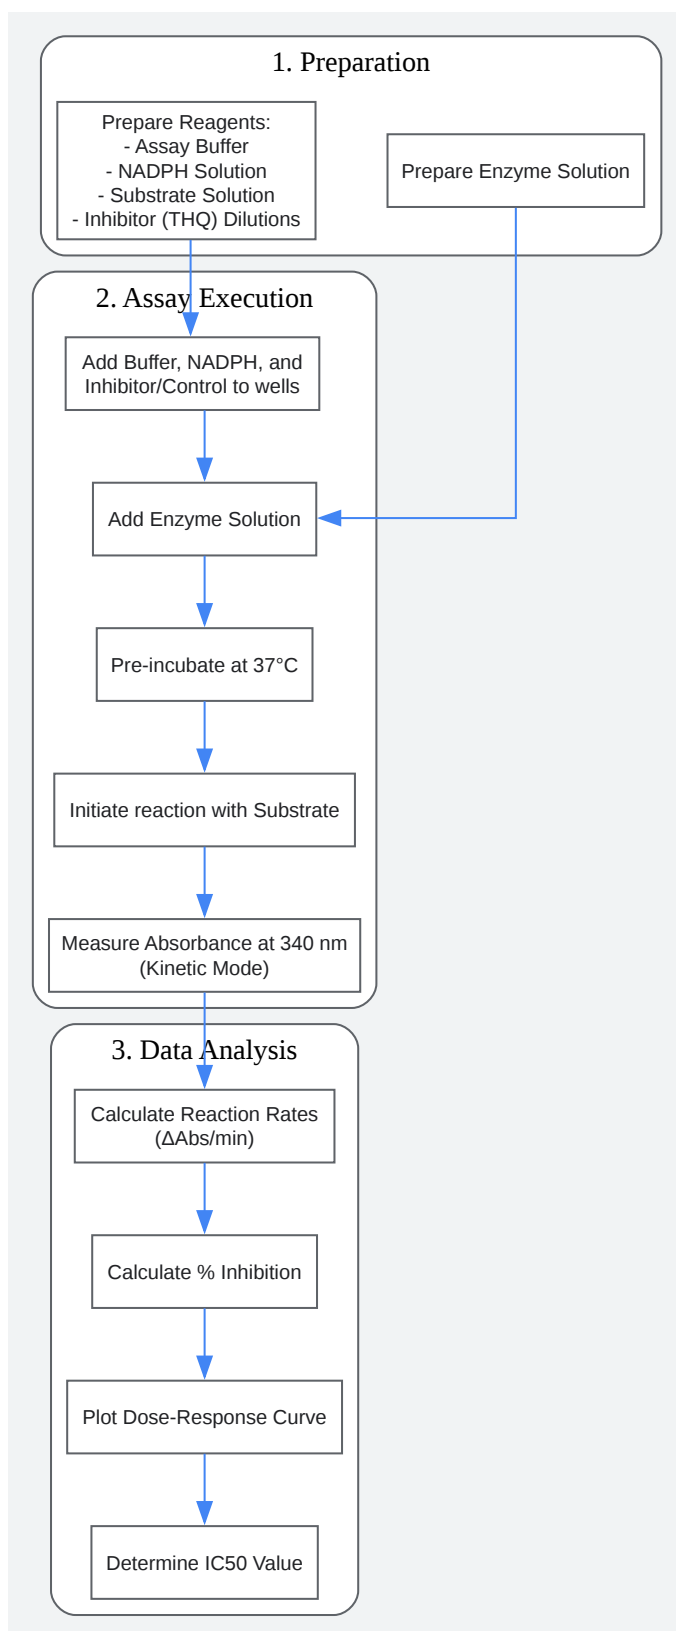 1. Preparation
Prepare Reagents:
- Assay Buffer
- NADPH Solution
- Substrate Solution
- Inhibitor (THQ) Dilutions
Prepare Enzyme Solution
2. Assay Execution
Add Buffer, NADPH, and
Inhibitor/Control to wells
Add Enzyme Solution
Pre-incubate at 37°C
Initiate reaction with Substrate
Measure Absorbance at 340 nm
(Kinetic Mode)
3. Data Analysis
Calculate Reaction Rates
(ΔAbs/min)
Calculate % Inhibition
Plot Dose-Response Curve
Determine IC50 Value